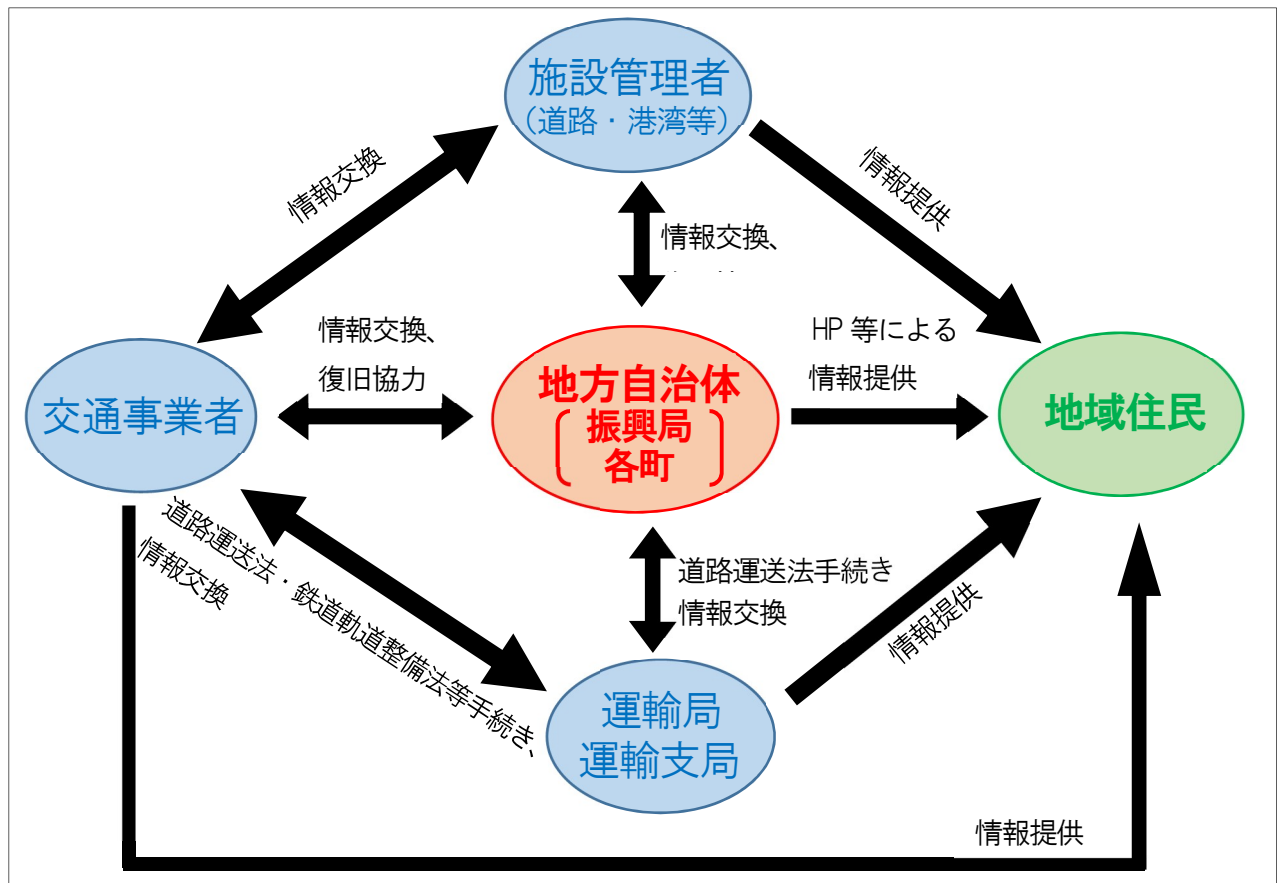 施設管理者
(道路・港湾等)
情報交換
情報提供
情報交換、
情報交換、
復旧協力
HP 等による
情報提供
交通事業者
地方自治体
振興局
各町
地域住民
道路運送法・鉄道軌道整備法等手続き、
情報交換
道路運送法手続き
情報交換
情報提供
運輸局
運輸支局
情報提供